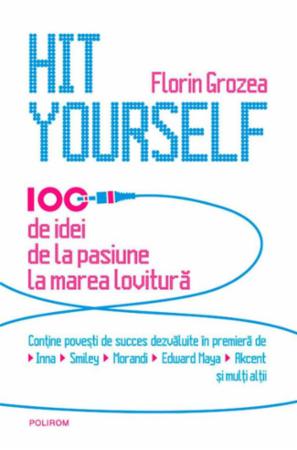 HIT
Florin Grozea
YOURSELF
100
de idei
de la pasiune
la marea lovitură
Conține povești de succes dezvăluite în premieră de
Inna Smiley Morandi Edward Maya Akcent
și mulți alții
POLIROM